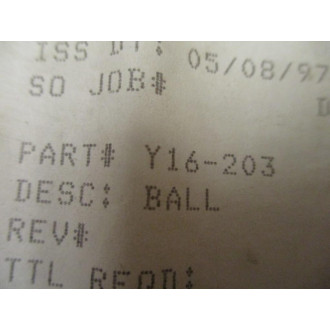 ISS DT: 05/08/97
SO JOB#
PART# Y16-203
DESC: BALL
REV#
TTL REQD: